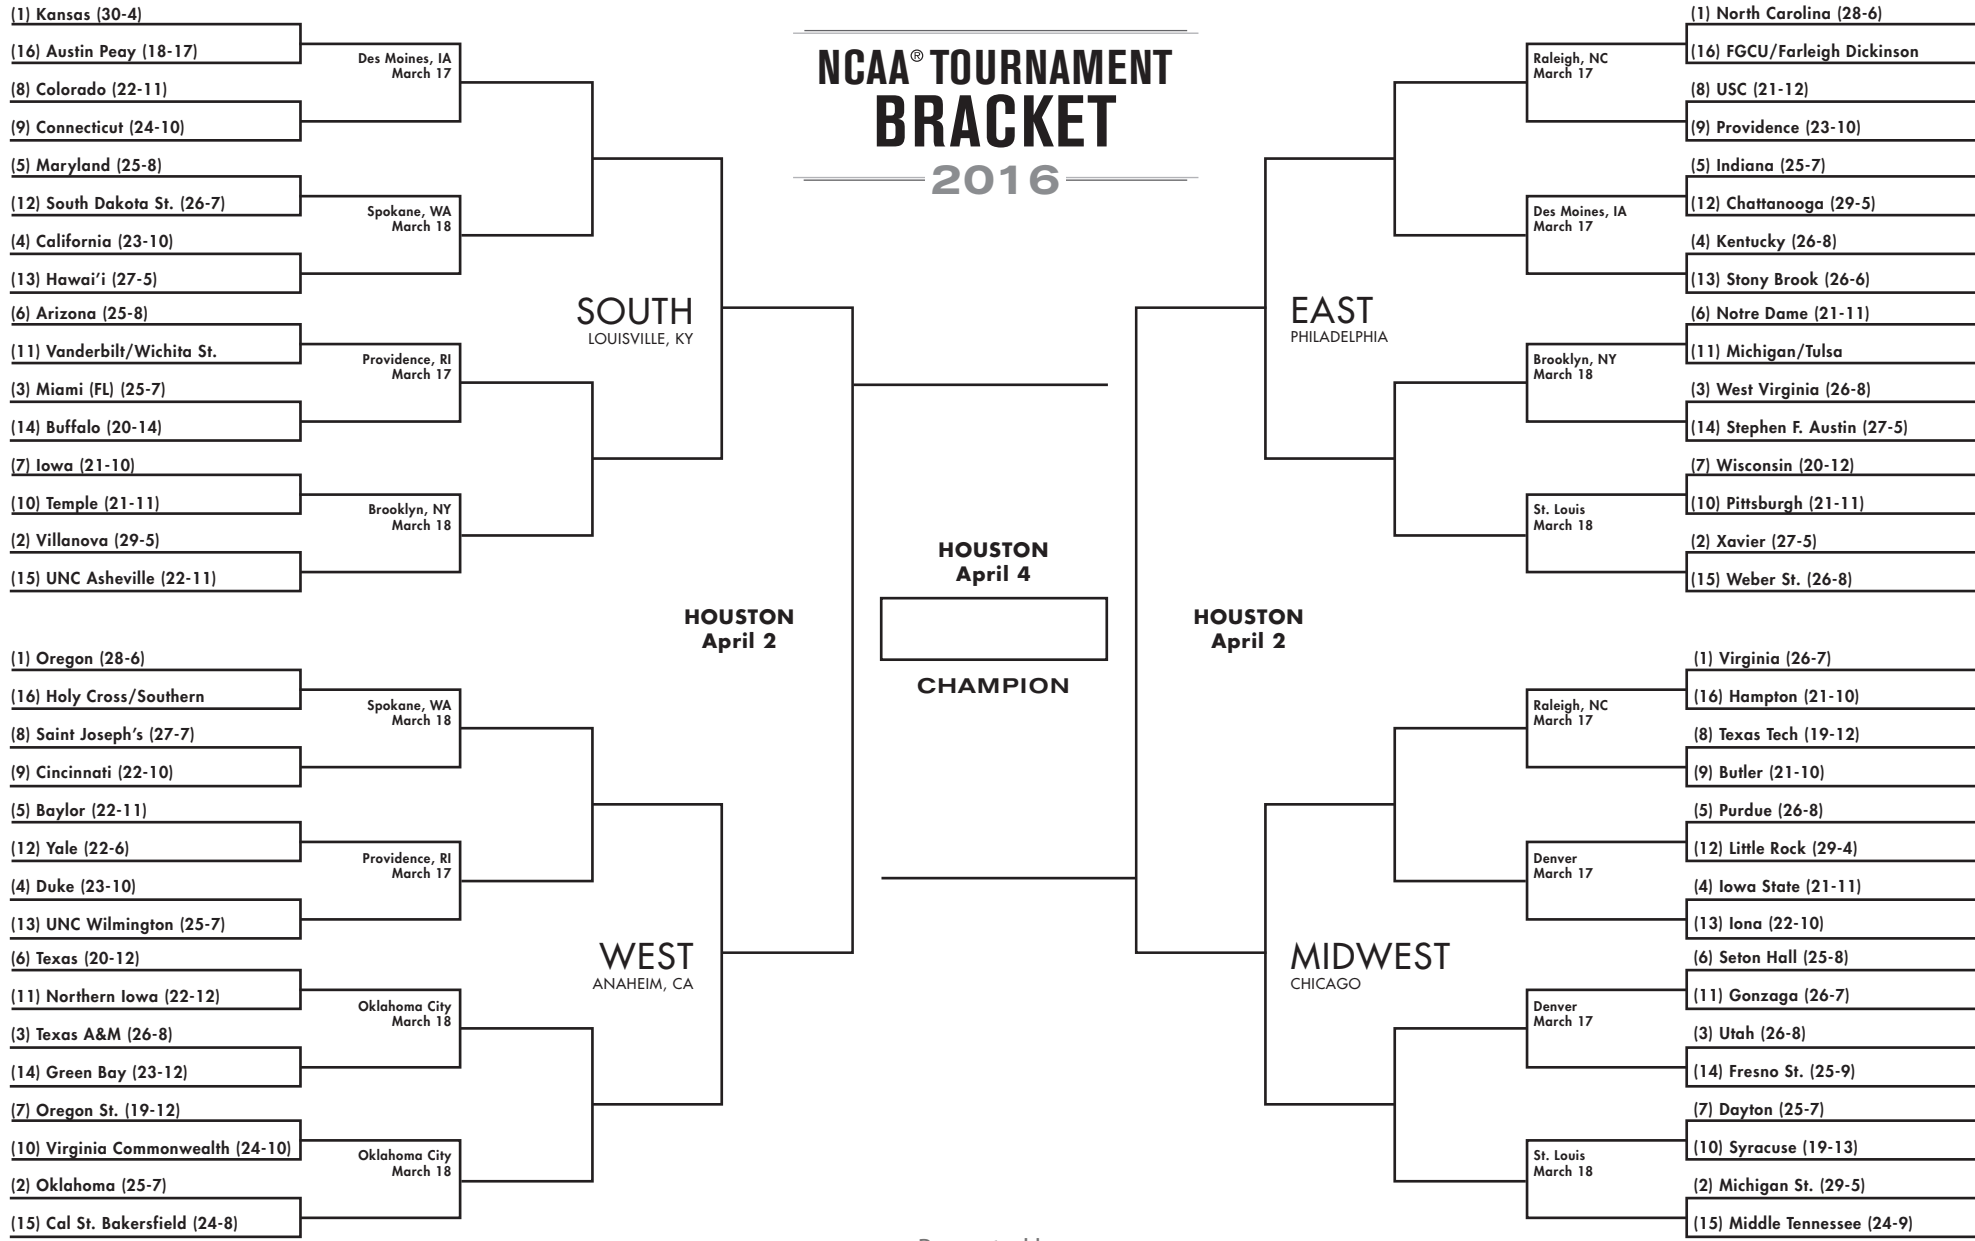 NCAA® TOURNAMENT
BRACKET
2016
(1) Kansas (30-4)
(16) Austin Peay (18-17)
(8) Colorado (22-11)
(9) Connecticut (24-10)
(5) Maryland (25-8)
(12) South Dakota St. (26-7)
(4) California (23-10)
(13) Hawai'i (27-5)
(6) Arizona (25-8)
(11) Vanderbilt/Wichita St.
(3) Miami (FL) (25-7)
(14) Buffalo (20-14)
(7) Iowa (21-10)
(10) Temple (21-11)
(2) Villanova (29-5)
(15) UNC Asheville (22-11)
Des Moines, IA
March 17
Spokane, WA
March 18
Providence, RI
March 17
Brooklyn, NY
March 18
SOUTH
LOUISVILLE, KY
(1) Oregon (28-6)
(16) Holy Cross/Southern
(8) Saint Joseph's (27-7)
(9) Cincinnati (22-10)
(5) Baylor (22-11)
(12) Yale (22-6)
(4) Duke (23-10)
(13) UNC Wilmington (25-7)
(6) Texas (20-12)
(11) Northern Iowa (22-12)
(3) Texas A&M (26-8)
(14) Green Bay (23-12)
(7) Oregon St. (19-12)
(10) Virginia Commonwealth (24-10)
(2) Oklahoma (25-7)
(15) Cal St. Bakersfield (24-8)
Spokane, WA
March 18
Providence, RI
March 17
Oklahoma City
March 18
Oklahoma City
March 18
WEST
ANAHEIM, CA
HOUSTON
April 2
HOUSTON
April 4
CHAMPION
HOUSTON
April 2
EAST
PHILADELPHIA
Raleigh, NC
March 17
Des Moines, IA
March 17
Brooklyn, NY
March 18
St. Louis
March 18
(1) North Carolina (28-6)
(16) FGCU/Farleigh Dickinson
(8) USC (21-12)
(9) Providence (23-10)
(5) Indiana (25-7)
(12) Chattanooga (29-5)
(4) Kentucky (26-8)
(13) Stony Brook (26-6)
(6) Notre Dame (21-11)
(11) Michigan/Tulsa
(3) West Virginia (26-8)
(14) Stephen F. Austin (27-5)
(7) Wisconsin (20-12)
(10) Pittsburgh (21-11)
(2) Xavier (27-5)
(15) Weber St. (26-8)
MIDWEST
CHICAGO
Raleigh, NC
March 17
Denver
March 17
Denver
March 17
St. Louis
March 18
(1) Virginia (26-7)
(16) Hampton (21-10)
(8) Texas Tech (19-12)
(9) Butler (21-10)
(5) Purdue (26-8)
(12) Little Rock (29-4)
(4) Iowa State (21-11)
(13) Iona (22-10)
(6) Seton Hall (25-8)
(11) Gonzaga (26-7)
(3) Utah (26-8)
(14) Fresno St. (25-9)
(7) Dayton (25-7)
(10) Syracuse (19-13)
(2) Michigan St. (29-5)
(15) Middle Tennessee (24-9)